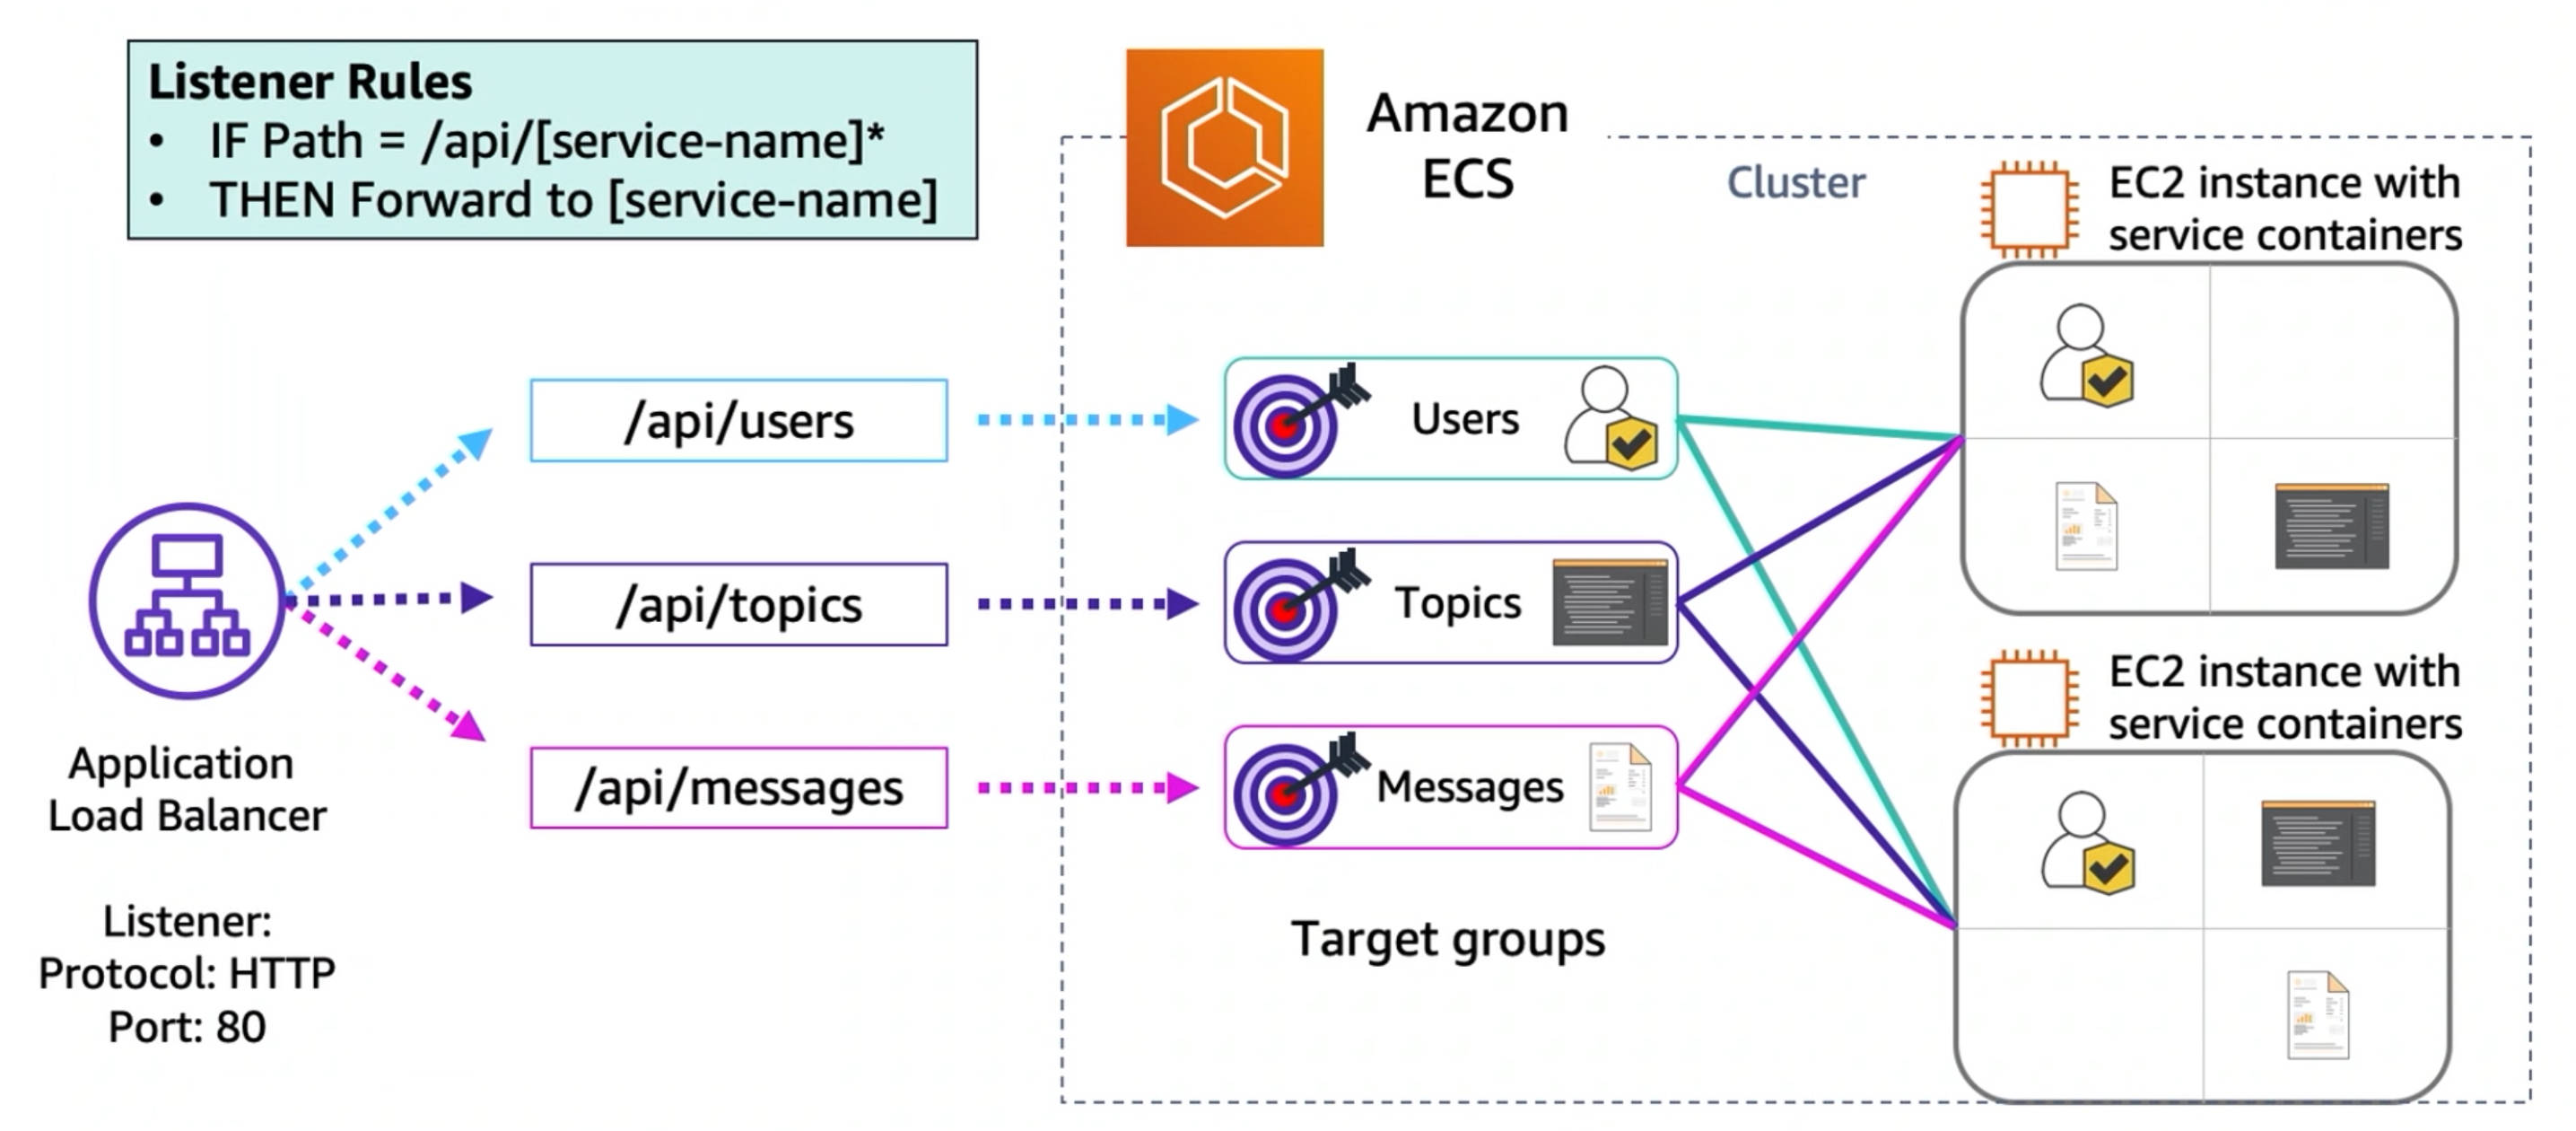 Listener Rules
• IF Path = /api/[service-name]*
• THEN Forward to [service-name]
Amazon
ECS
Cluster
EC2 instance with
service containers
/api/users
Users
/api/topics
Topics
/api/messages
Messages
Application
Load Balancer
EC2 instance with
service containers
Target groups
Listener:
Protocol: HTTP
Port: 80